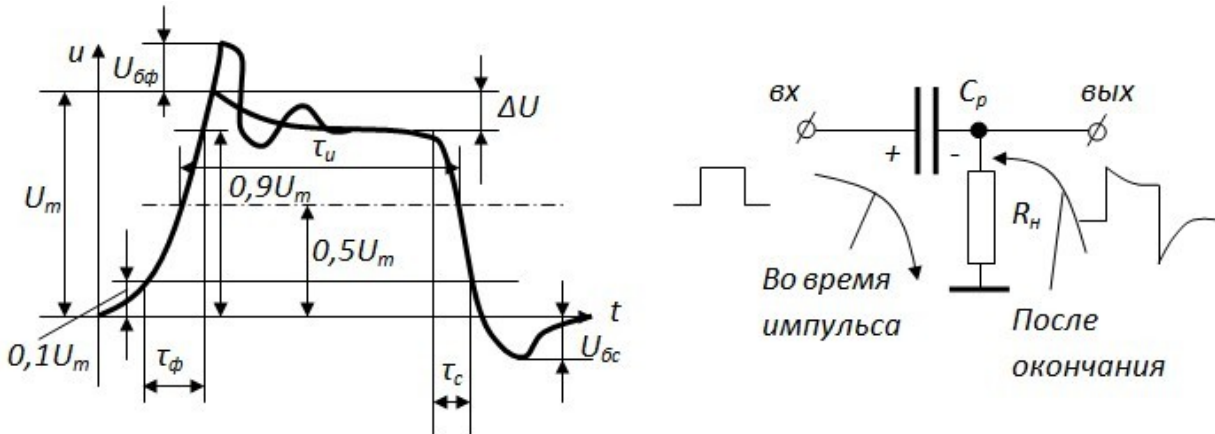 u
U_бф
ΔU
τ_и
0,9U_m
U_m
0,5U_m
t
0,1U_m
τ_ф
τ_с
U_бс
вх
C_р
вых
+
-
R_н
Во время
импульса
После
окончания